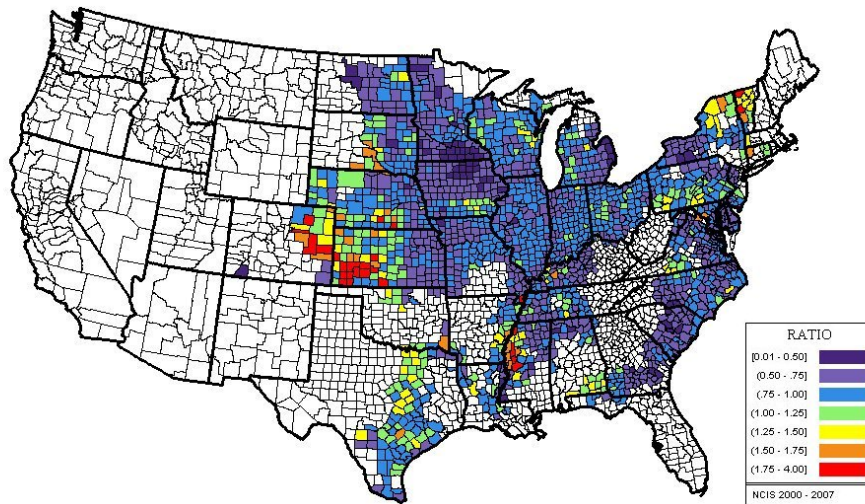 RATIO
[0.01 - 0.50]
(0.50 - .75]
(.75 - 1.00]
(1.00 - 1.25]
(1.25 - 1.50]
(1.50 - 1.75]
(1.75 - 4.00]
NCIS 2000 - 2007